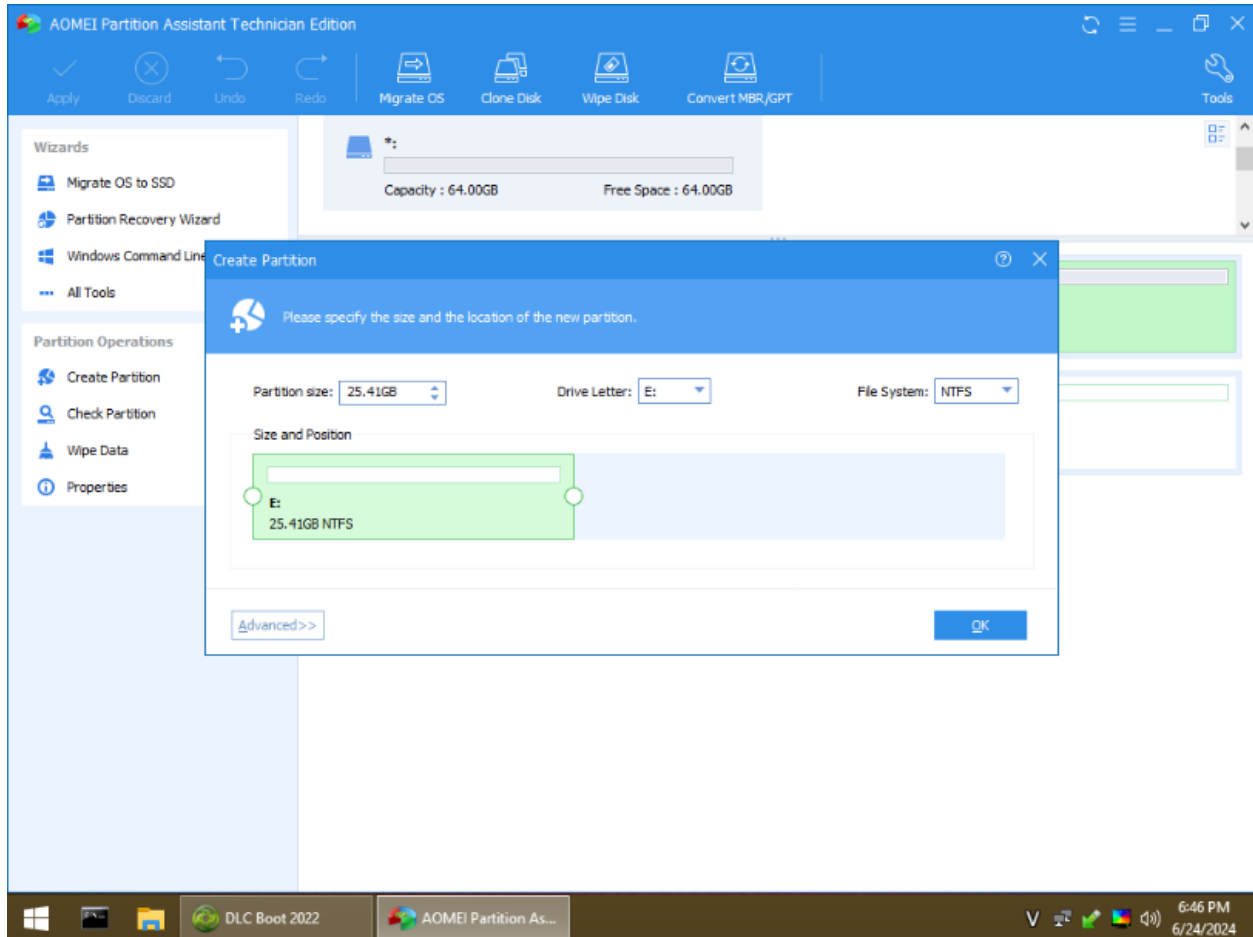 AOMEI Partition Assistant Technician Edition
Apply Discard Undo Redo Migrate OS Clone Disk Wipe Disk Convert MBR/GPT Tools
Wizards
Migrate OS to SSD
Partition Recovery Wizard
Windows Command Line
All Tools
Partition Operations
Create Partition
Check Partition
Wipe Data
Properties
*:
Capacity : 64.00GB Free Space : 64.00GB
Create Partition
Please specify the size and the location of the new partition.
Partition size: 25.41GB Drive Letter: E: File System: NTFS
Size and Position
E:
25.41GB NTFS
Advanced>> OK
DLC Boot 2022 AOMEI Partition As... V 6:46 PM
6/24/2024